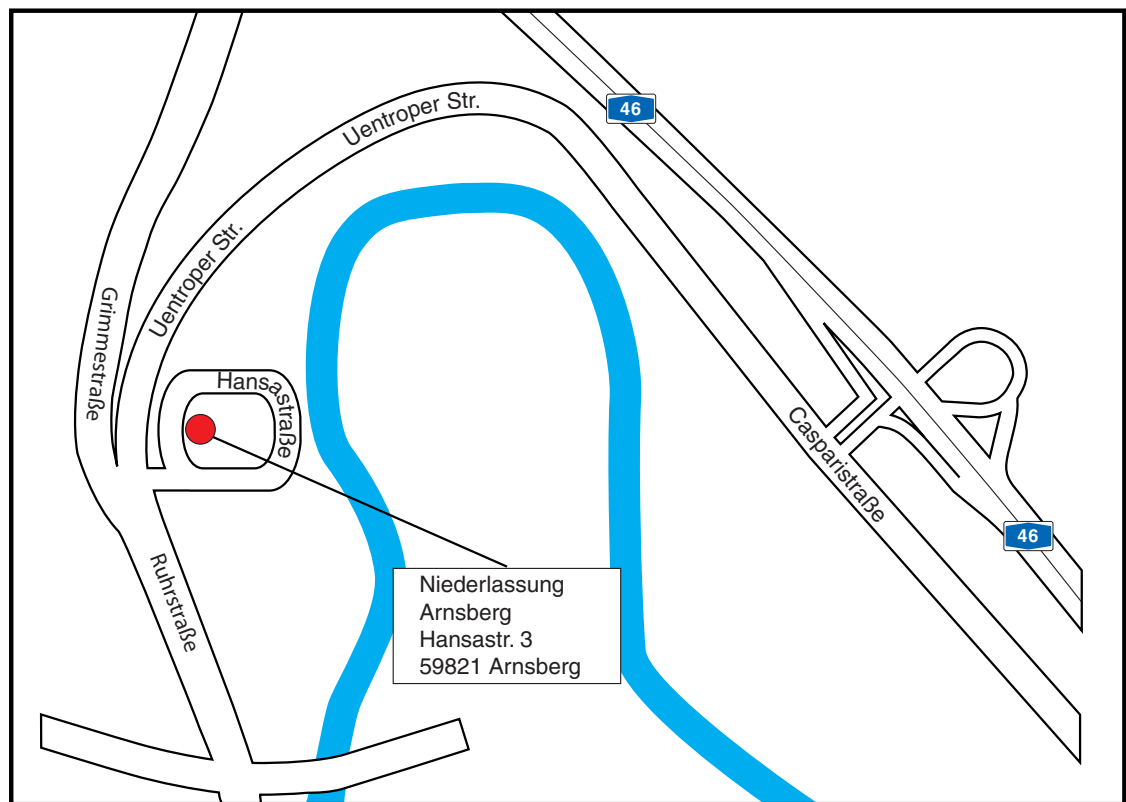 46
Uentroper Str.
Uentroper Str.
Grimmestraße
Hansastraße
Casparistraße
46
Ruhrstraße
Niederlassung
Arnsberg
Hansastr. 3
59821 Arnsberg